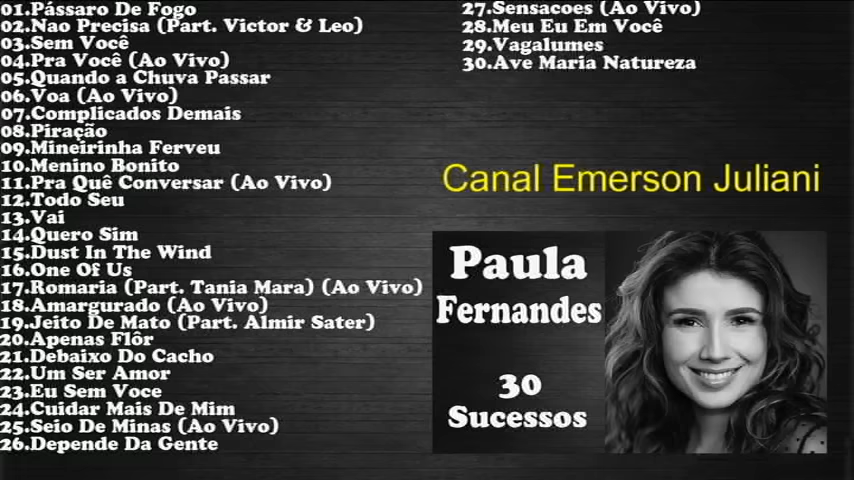 01.Pássaro De Fogo
02.Nao Precisa (Part. Victor & Leo)
03.Sem Você
04.Pra Você (Ao Vivo)
05.Quando a Chuva Passar
06.Voa (Ao Vivo)
07.Complicados Demais
08.Piração
09.Mineirinha Ferveu
10.Menino Bonito
11.Pra Quê Conversar (Ao Vivo)
12.Todo Seu
13.Vai
14.Quero Sim
15.Dust In The Wind
16.One Of Us
17.Romaria (Part. Tania Mara) (Ao Vivo)
18.Amargurado (Ao Vivo)
19.Jeito De Mato (Part. Almir Sater)
20.Apenas Flôr
21.Debaixo Do Cacho
22.Um Ser Amor
23.Eu Sem Voce
24.Cuidar Mais De Mim
25.Seio De Minas (Ao Vivo)
26.Depende Da Gente
27.Sensacoes (Ao Vivo)
28.Meu Eu Em Você
29.Vagalumes
30.Ave Maria Natureza
Canal Emerson Juliani
Paula
Fernandes
30
Sucessos